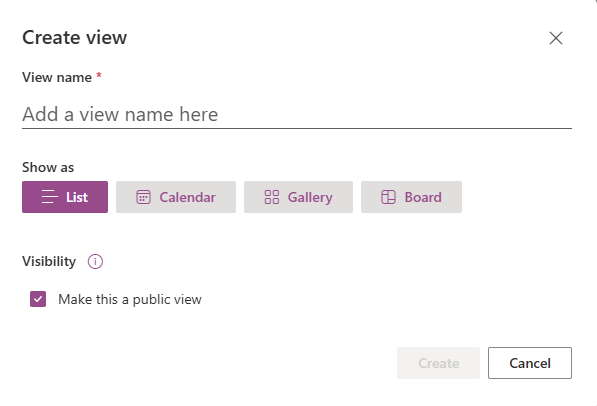 Create view
View name *
Add a view name here
Show as
List Calendar Gallery Board
Visibility
Make this a public view
Create Cancel